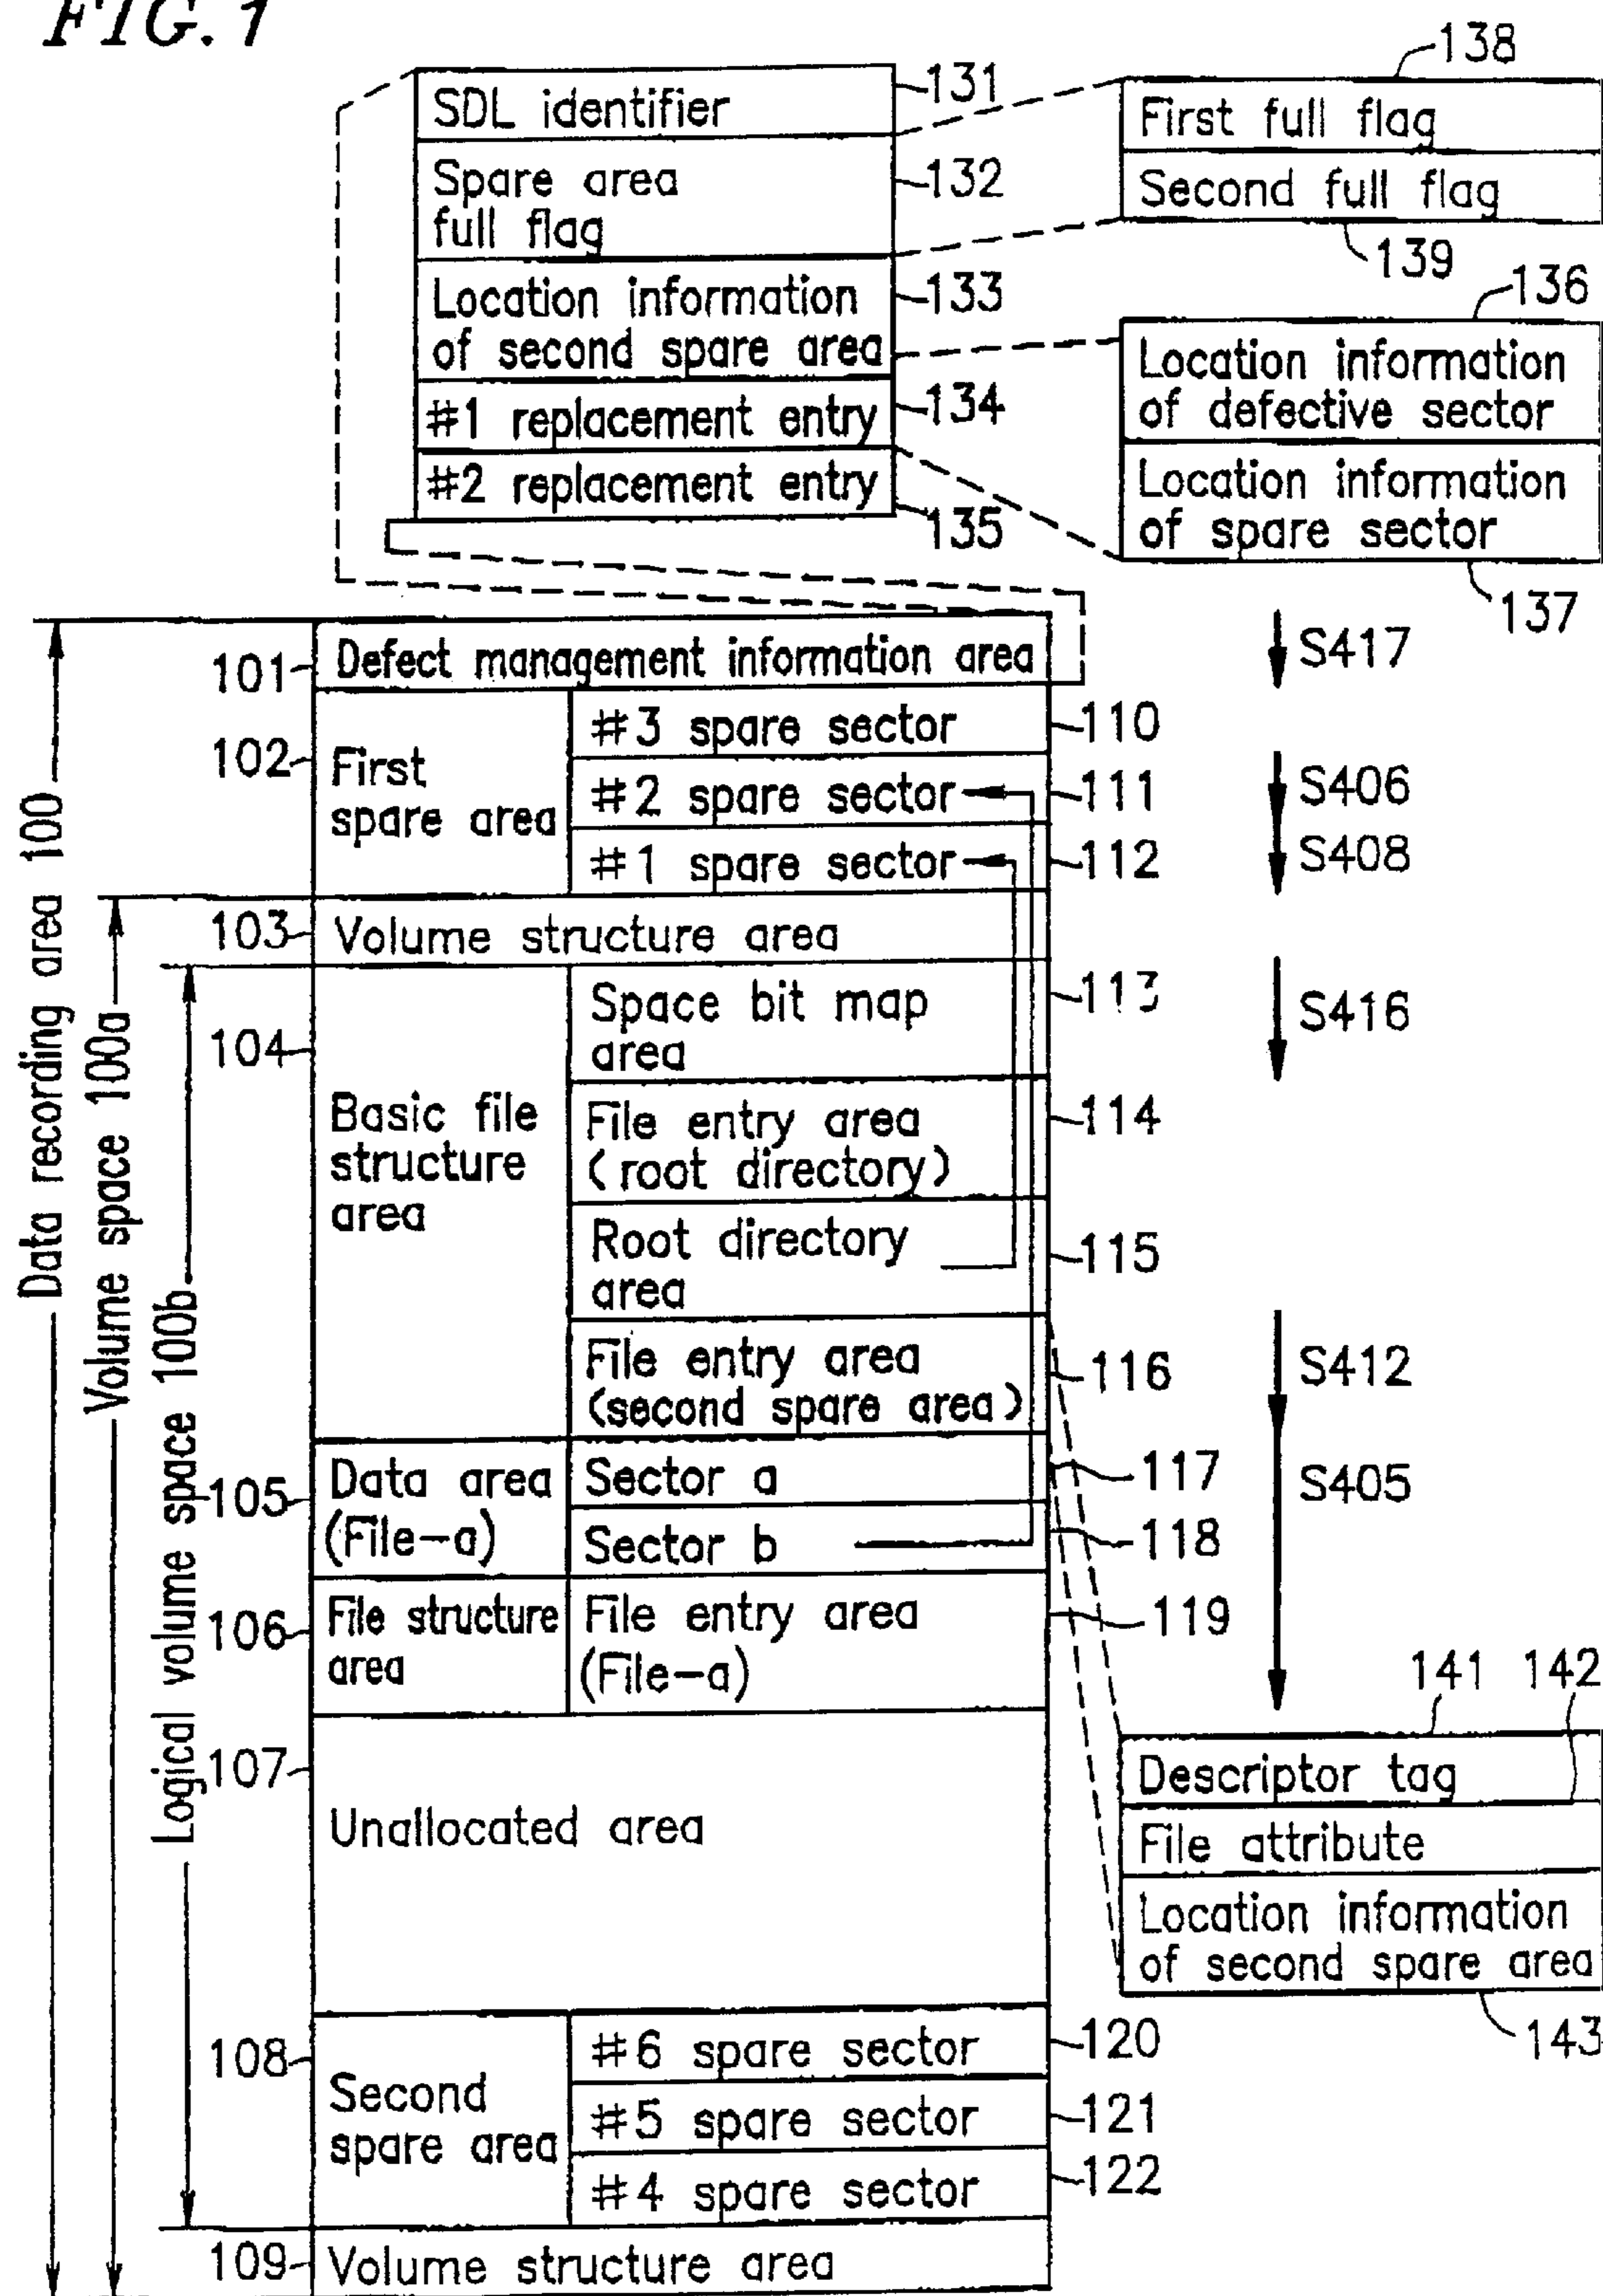 FIG. 1
SDL identifier
131
Spare area
full flag
132
Location information
of second spare area
133
#1 replacement entry
134
#2 replacement entry
135
138
First full flag
Second full flag
139
136
Location information
of defective sector
Location information
of spare sector
137
Data recording area 100
Volume space 100a
Logical volume space 100b
101
Defect management information area
S417
102
First
spare area
#3 spare sector
110
#2 spare sector
111
S406
#1 spare sector
112
S408
103
Volume structure area
104
Basic file
structure
area
Space bit map
area
113
S416
File entry area
(root directory)
114
Root directory
area
115
File entry area
(second spare area)
116
S412
105
Data area
(File-a)
Sector a
117
S405
Sector b
118
106
File structure
area
File entry area
(File-a)
119
107
Unallocated area
141
142
Descriptor tag
File attribute
Location information
of second spare area
143
108
Second
spare area
#6 spare sector
120
#5 spare sector
121
#4 spare sector
122
109
Volume structure area